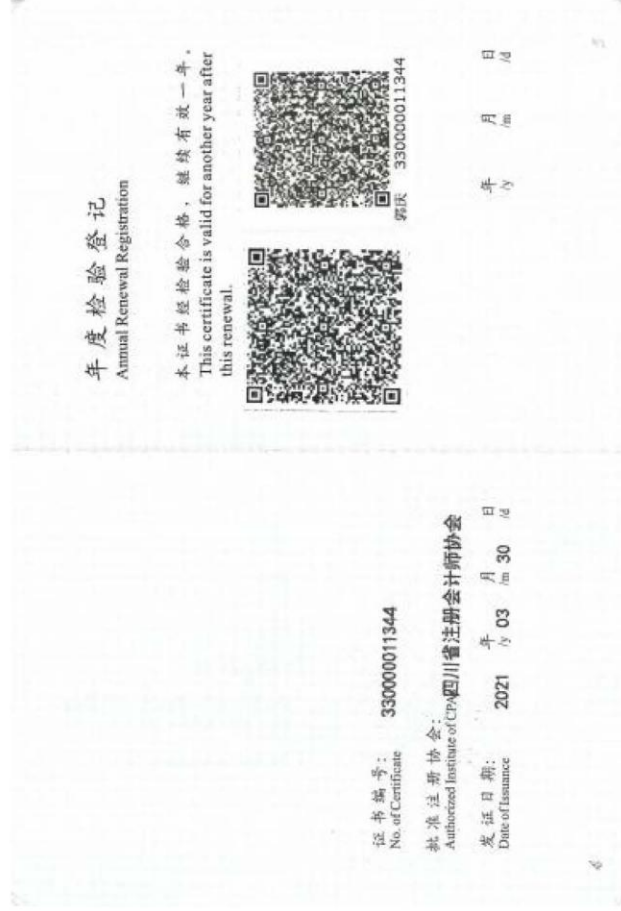 证书编号：
No. of Certificate
330000011344
批准注册协会：
Authorized Institute of CPA
四川省注册会计师协会
发证日期：
Date of Issuance
2021 年 03 月 30 日
/y /m /d
年度检验登记
Annual Renewal Registration
本证书经检验合格，继续有效一年。
This certificate is valid for another year after
this renewal.
郭庆 330000011344
年 月 日
/y /m /d
5